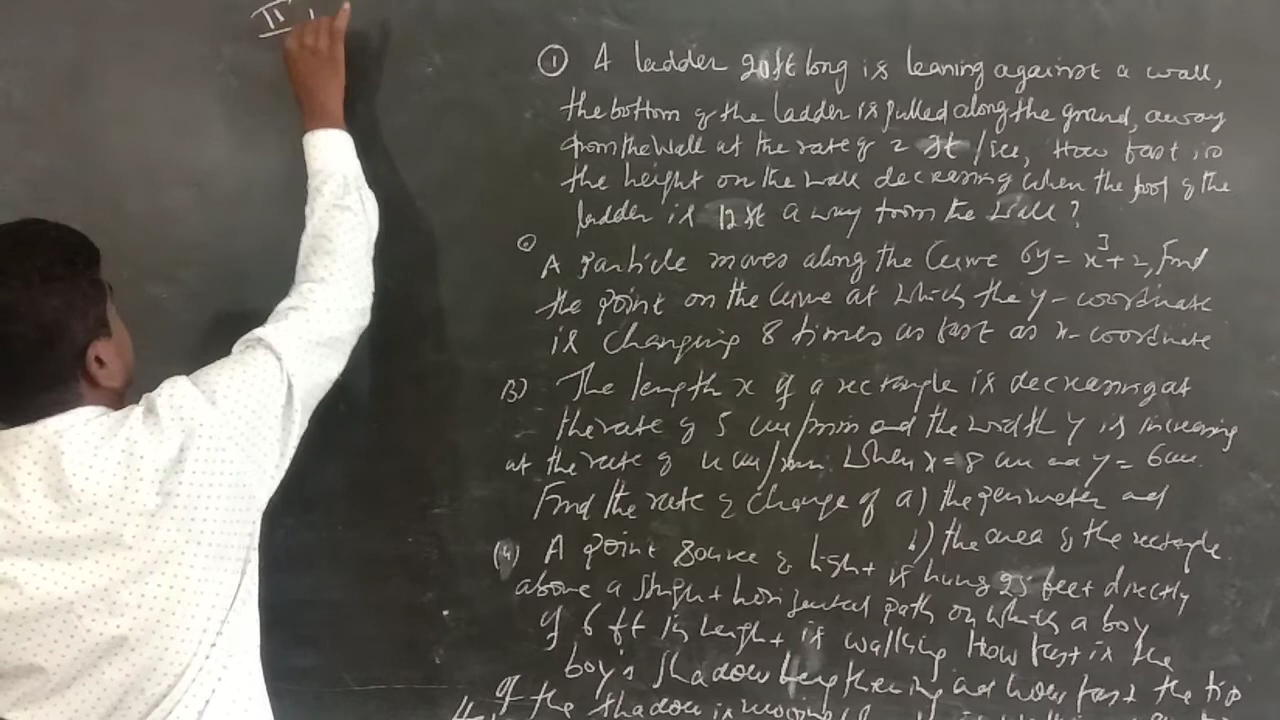 II
① A ladder 20ft long is leaning against a wall,
the bottom of the ladder is pulled along the ground, away
from the wall at the rate of 2 ft/sec, How fast is
the height on the wall decreasing when the foot of the
ladder is 12ft away from the wall?
A particle moves along the curve 6y = x³ + 2, Find
the point on the curve at which the y-coordinate
is changing 8 times as fast as x-coordinate
3) The length x of a rectangle is decreasing at
the rate of 5 cm/min and the width y is increasing
at the rate of 4 cm/min. When x = 8 cm and y = 6cm.
Find the rate of change of a) the perimeter and
b) the area of the rectangle.
(4) A point source of light is hung 25 feet directly
above a straight horizontal path on which a boy
of 6 ft in height is walking How fast is the
boy's shadow lengthening and how fast the tip
of the shadow is moving